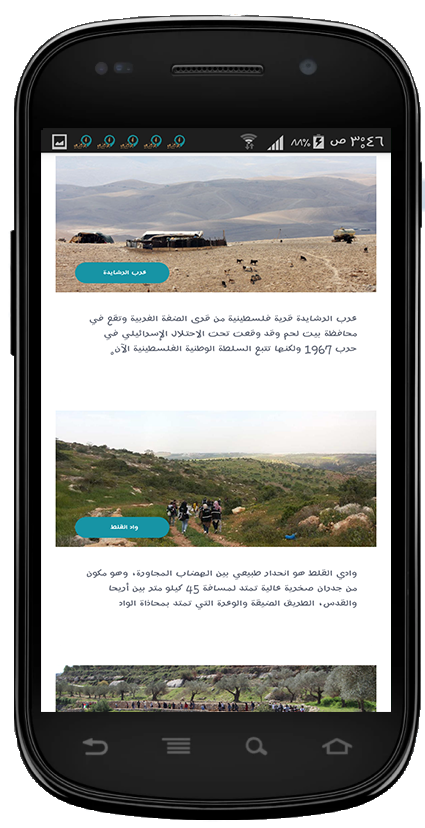 ٣:٤٦ ص
٨٨%
عرب الرشايدة
عرب الرشايدة قرية فلسطينية من قرى الضفة الغربية وتقع في
محافظة بيت لحم وقد وقعت تحت الإحتلال الإسرائيلي في
حرب 1967 ولكنها تتبع السلطة الوطنية الفلسطينية الآن.
واد القلط
وادي القلط هو انحدار طبيعي بين الهضاب المجاورة، وهو مكون
من جدران صخرية عالية تمتد لمسافة 45 كيلو متر بين أريحا
والقدس، الطريق الضيقة والوعرة التي تمتد بمحاذاة الواد